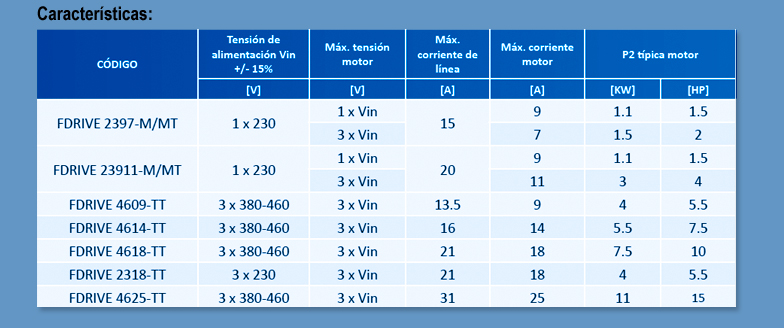 Características:
CÓDIGO
Tensión de alimentación Vin +/- 15%
Máx. tensión motor
Máx. corriente de línea
Máx. corriente motor
P2 típica motor
[V] [V] [A] [A] [KW] [HP]
FDRIVE 2397-M/MT 1 x 230 1 x Vin 15 9 1.1 1.5
3 x Vin 7 1.5 2
FDRIVE 23911-M/MT 1 x 230 1 x Vin 20 9 1.1 1.5
3 x Vin 11 3 4
FDRIVE 4609-TT 3 x 380-460 3 x Vin 13.5 9 4 5.5
FDRIVE 4614-TT 3 x 380-460 3 x Vin 16 14 5.5 7.5
FDRIVE 4618-TT 3 x 380-460 3 x Vin 21 18 7.5 10
FDRIVE 2318-TT 3 x 230 3 x Vin 21 18 4 5.5
FDRIVE 4625-TT 3 x 380-460 3 x Vin 31 25 11 15